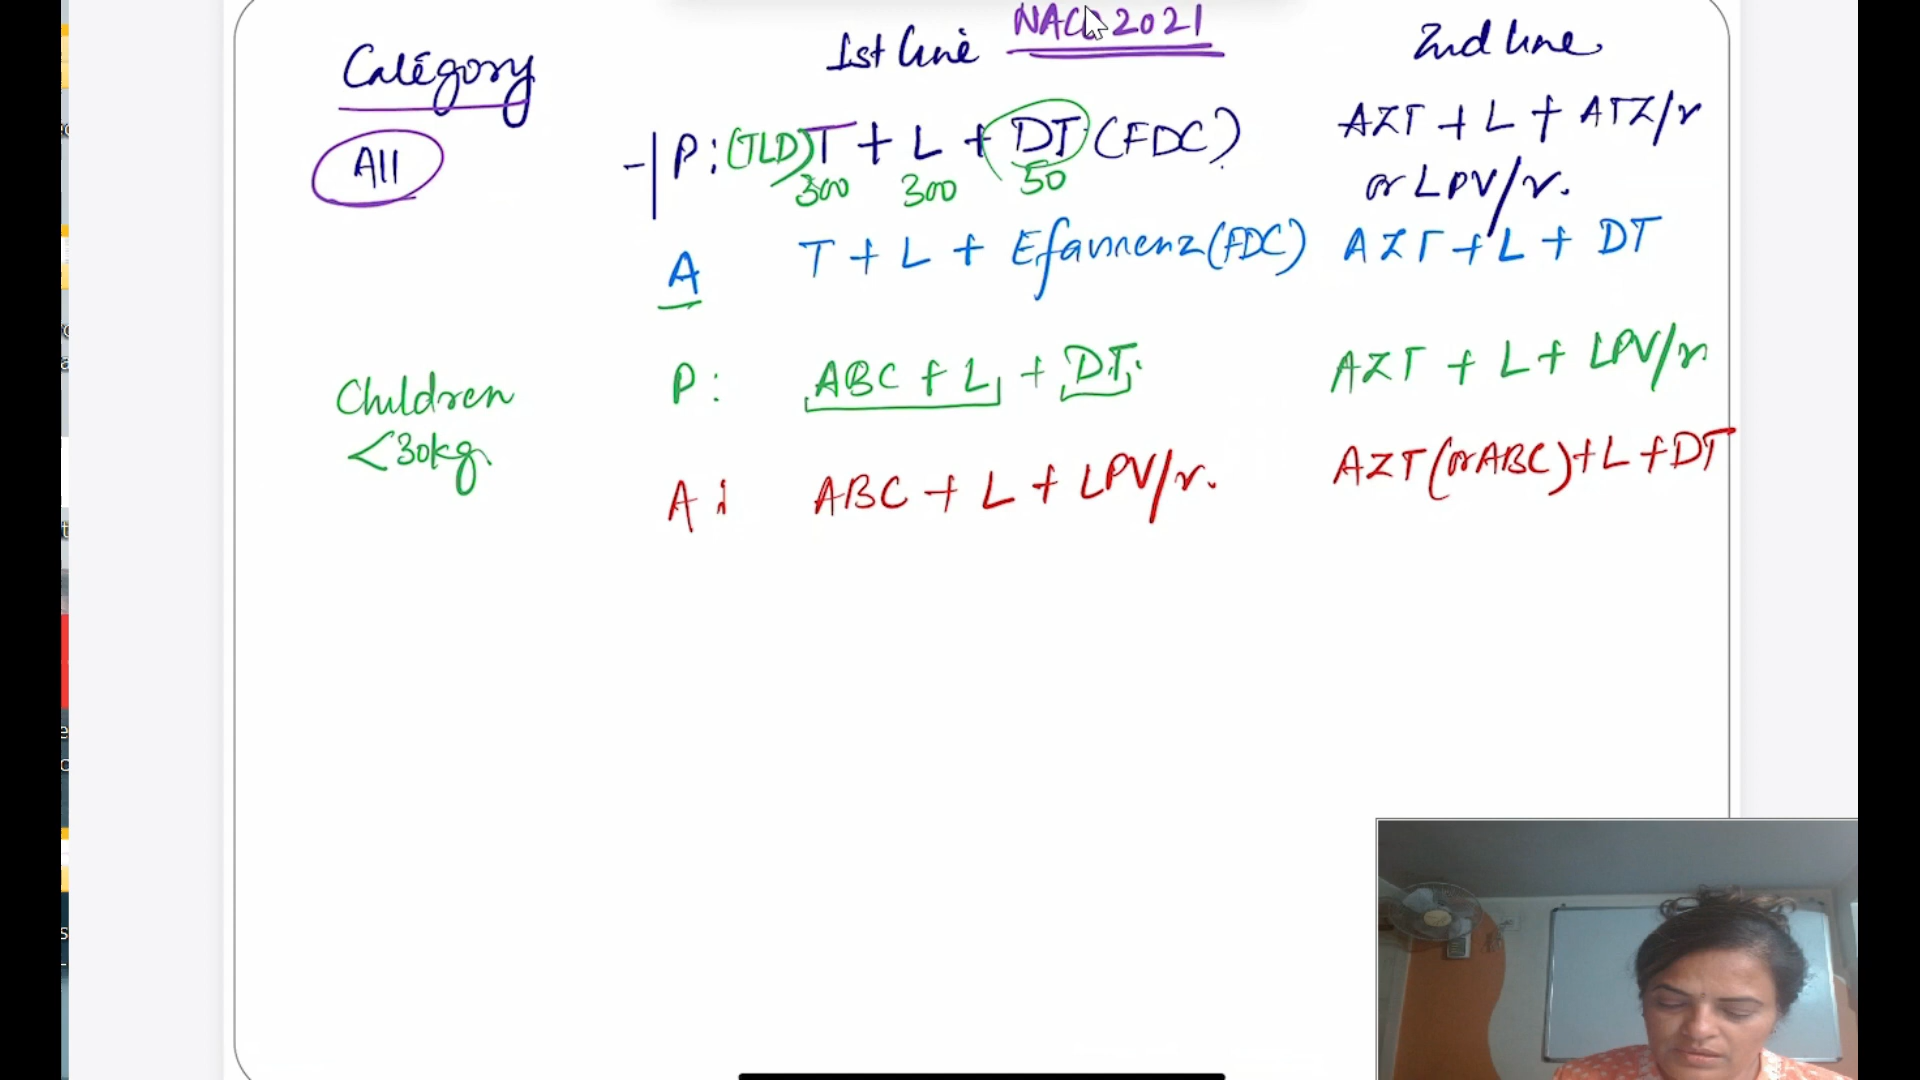 NACO 2021
Category 1st line 2nd line
All P: (TLD) T + L + DT (FDC) AZT + L + ATZ/r
300 300 50 or LPV/r.
A T + L + Efavirenz (FDC) AZT + L + DT
Children P: ABC + L + DT. AZT + L + LPV/r
<30kg.
A: ABC + L + LPV/r. AZT (or ABC) + L + DT